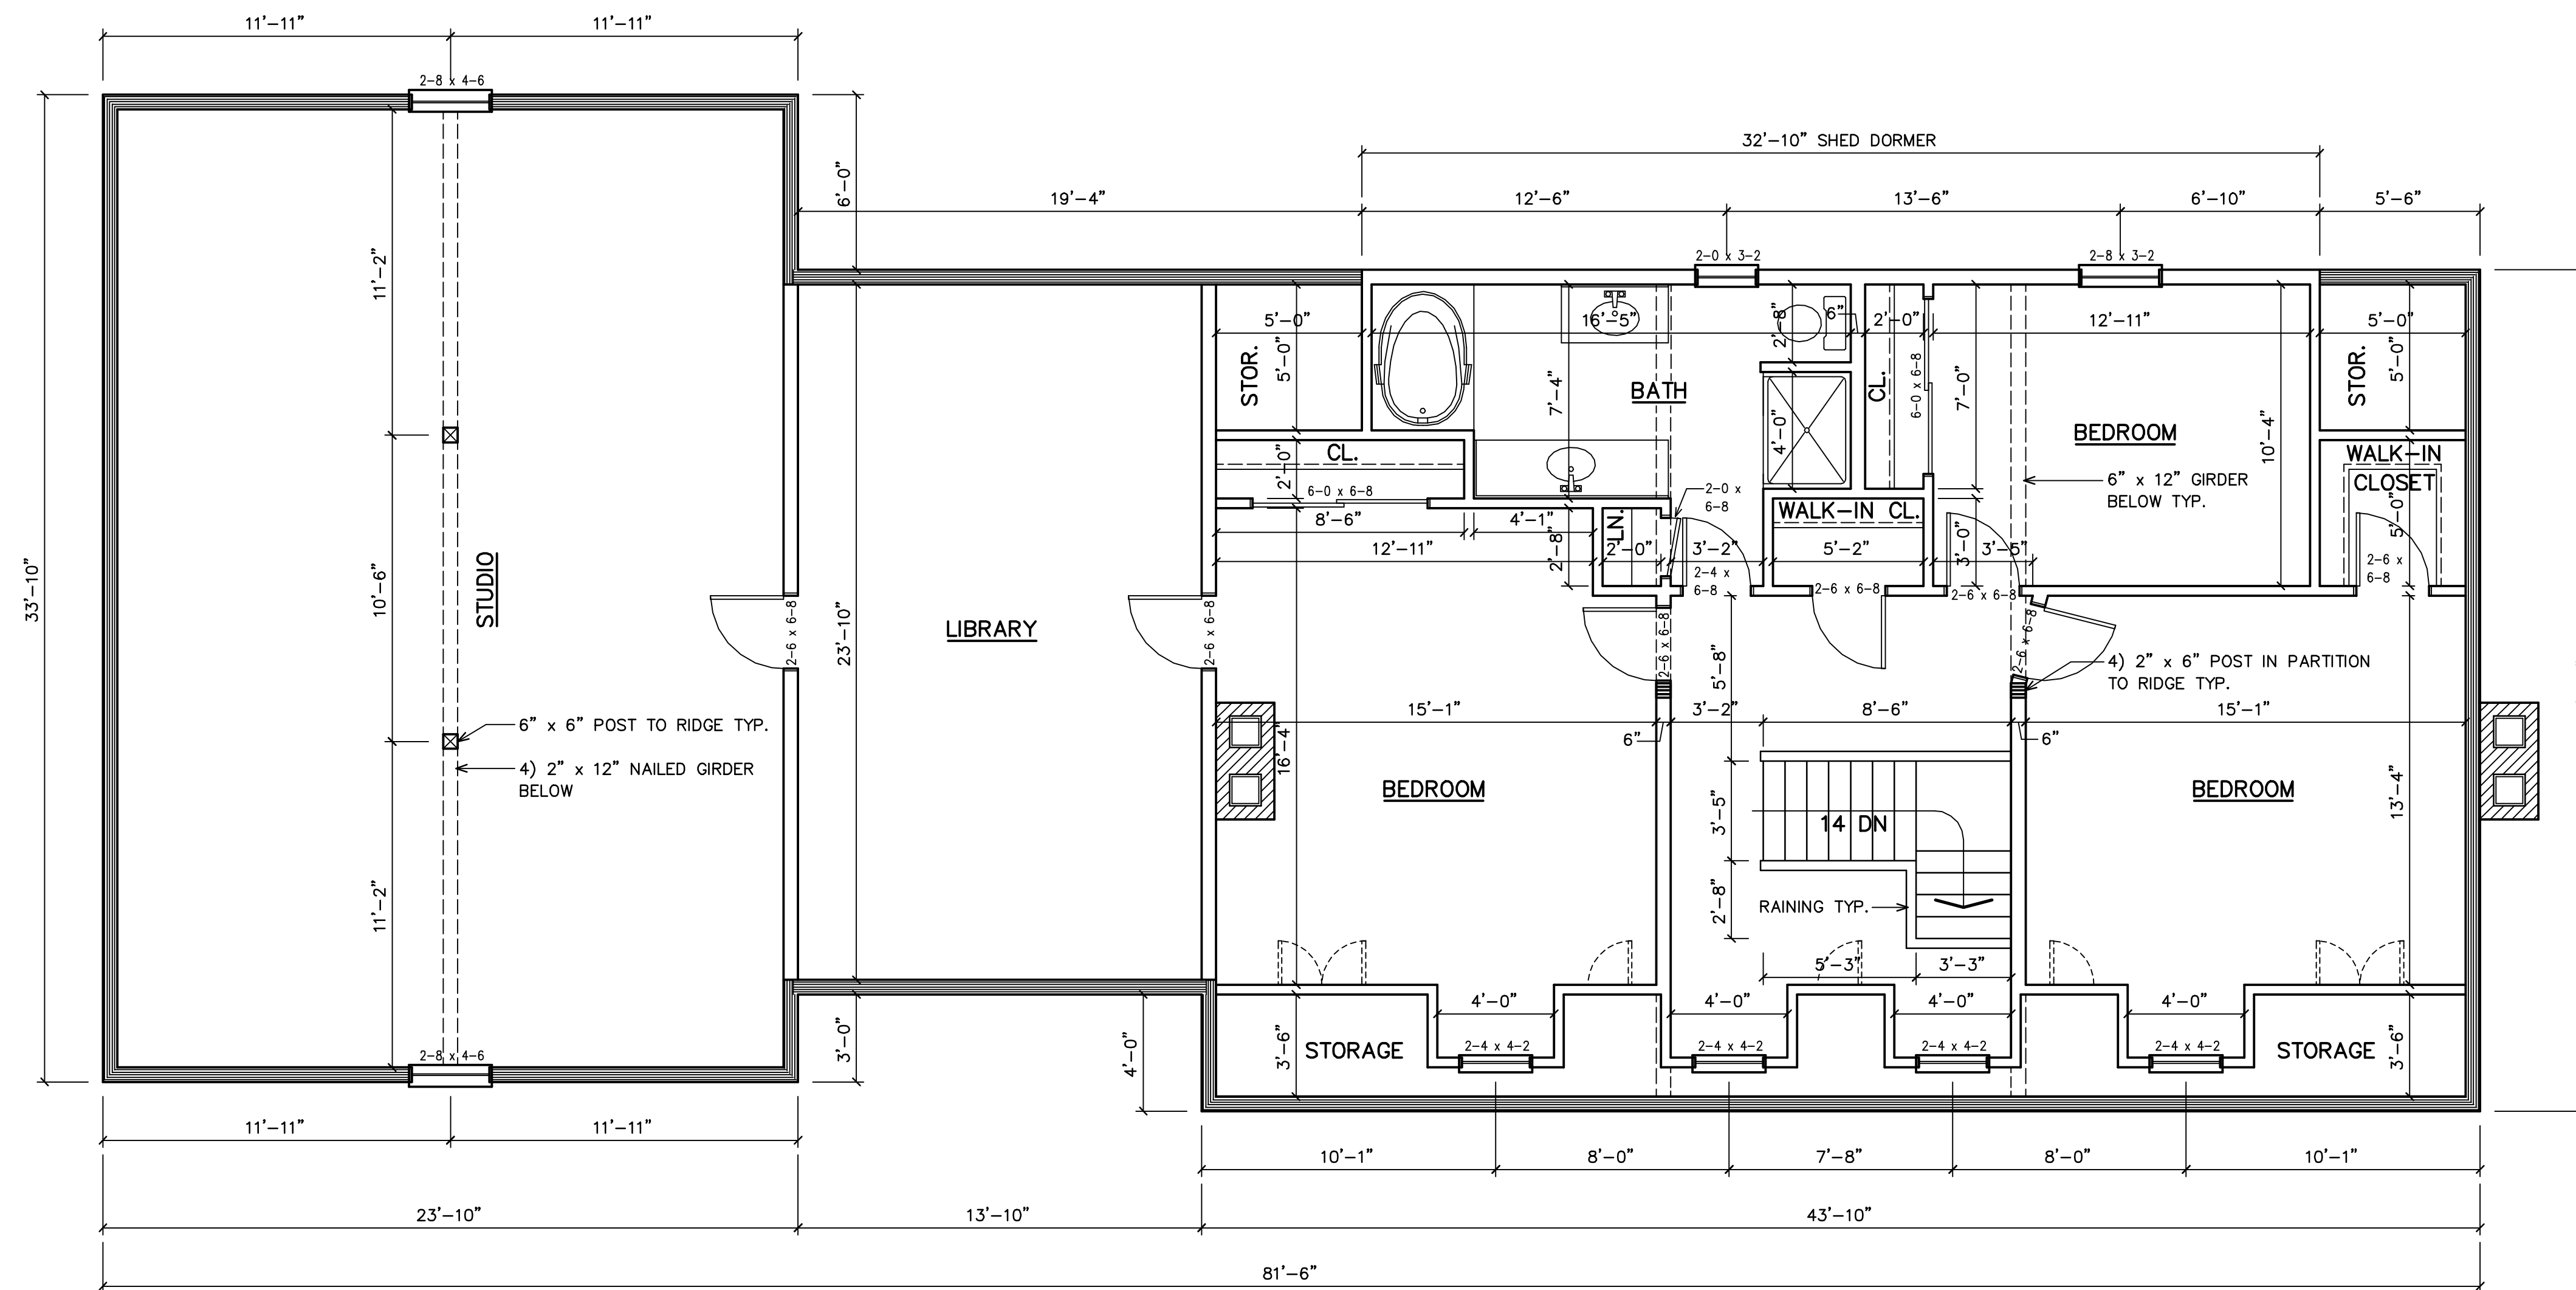 11'-11" 11'-11"
2-8 x 4-6
32'-10" SHED DORMER
19'-4" 12'-6" 13'-6" 6'-10" 5'-6"
6'-0"
2-0 x 3-2 2-8 x 3-2
11'-2"
5'-0" 16'-5" 6" 2'-0" 12'-11" 5'-0"
STOR. 5'-0" 2'-8" STOR. 5'-0"
7'-4" BATH 4'-0" CL. 6-0 x 6-8 7'-0" BEDROOM 10'-4"
CL. 2'-0" WALK-IN
CLOSET
5'-0"
6" x 12" GIRDER
BELOW TYP.
6-0 x 6-8
2-0 x
6-8
8'-6" 4'-1" LN. WALK-IN CL.
12'-11" 2'-8" 2'-0" 3'-2" 5'-2" 3'-0" 3'-5"
2-4 x
6-8
2-6 x 6-8 2-6 x 6-8
2-6 x
6-8
33'-10" 10'-6" STUDIO
2-6 x 6-8 23'-10" LIBRARY 2-6 x 6-8
2-6 x 6-8 5'-8" 2-6 x 6-8
4) 2" x 6" POST IN PARTITION
TO RIDGE TYP.
6" x 6" POST TO RIDGE TYP.
4) 2" x 12" NAILED GIRDER
BELOW
15'-1" 3'-2" 8'-6" 15'-1"
6" 6"
16'-4" BEDROOM 3'-5" 14 DN BEDROOM 13'-4"
11'-2" 2'-8" RAINING TYP.
5'-3" 3'-3"
4'-0" 4'-0" 4'-0" 4'-0"
2-8 x 4-6 3'-0" 4'-0" 3'-6" STORAGE 2-4 x 4-2 2-4 x 4-2 2-4 x 4-2 2-4 x 4-2 STORAGE 3'-6"
11'-11" 11'-11"
10'-1" 8'-0" 7'-8" 8'-0" 10'-1"
23'-10" 13'-10" 43'-10"
81'-6"